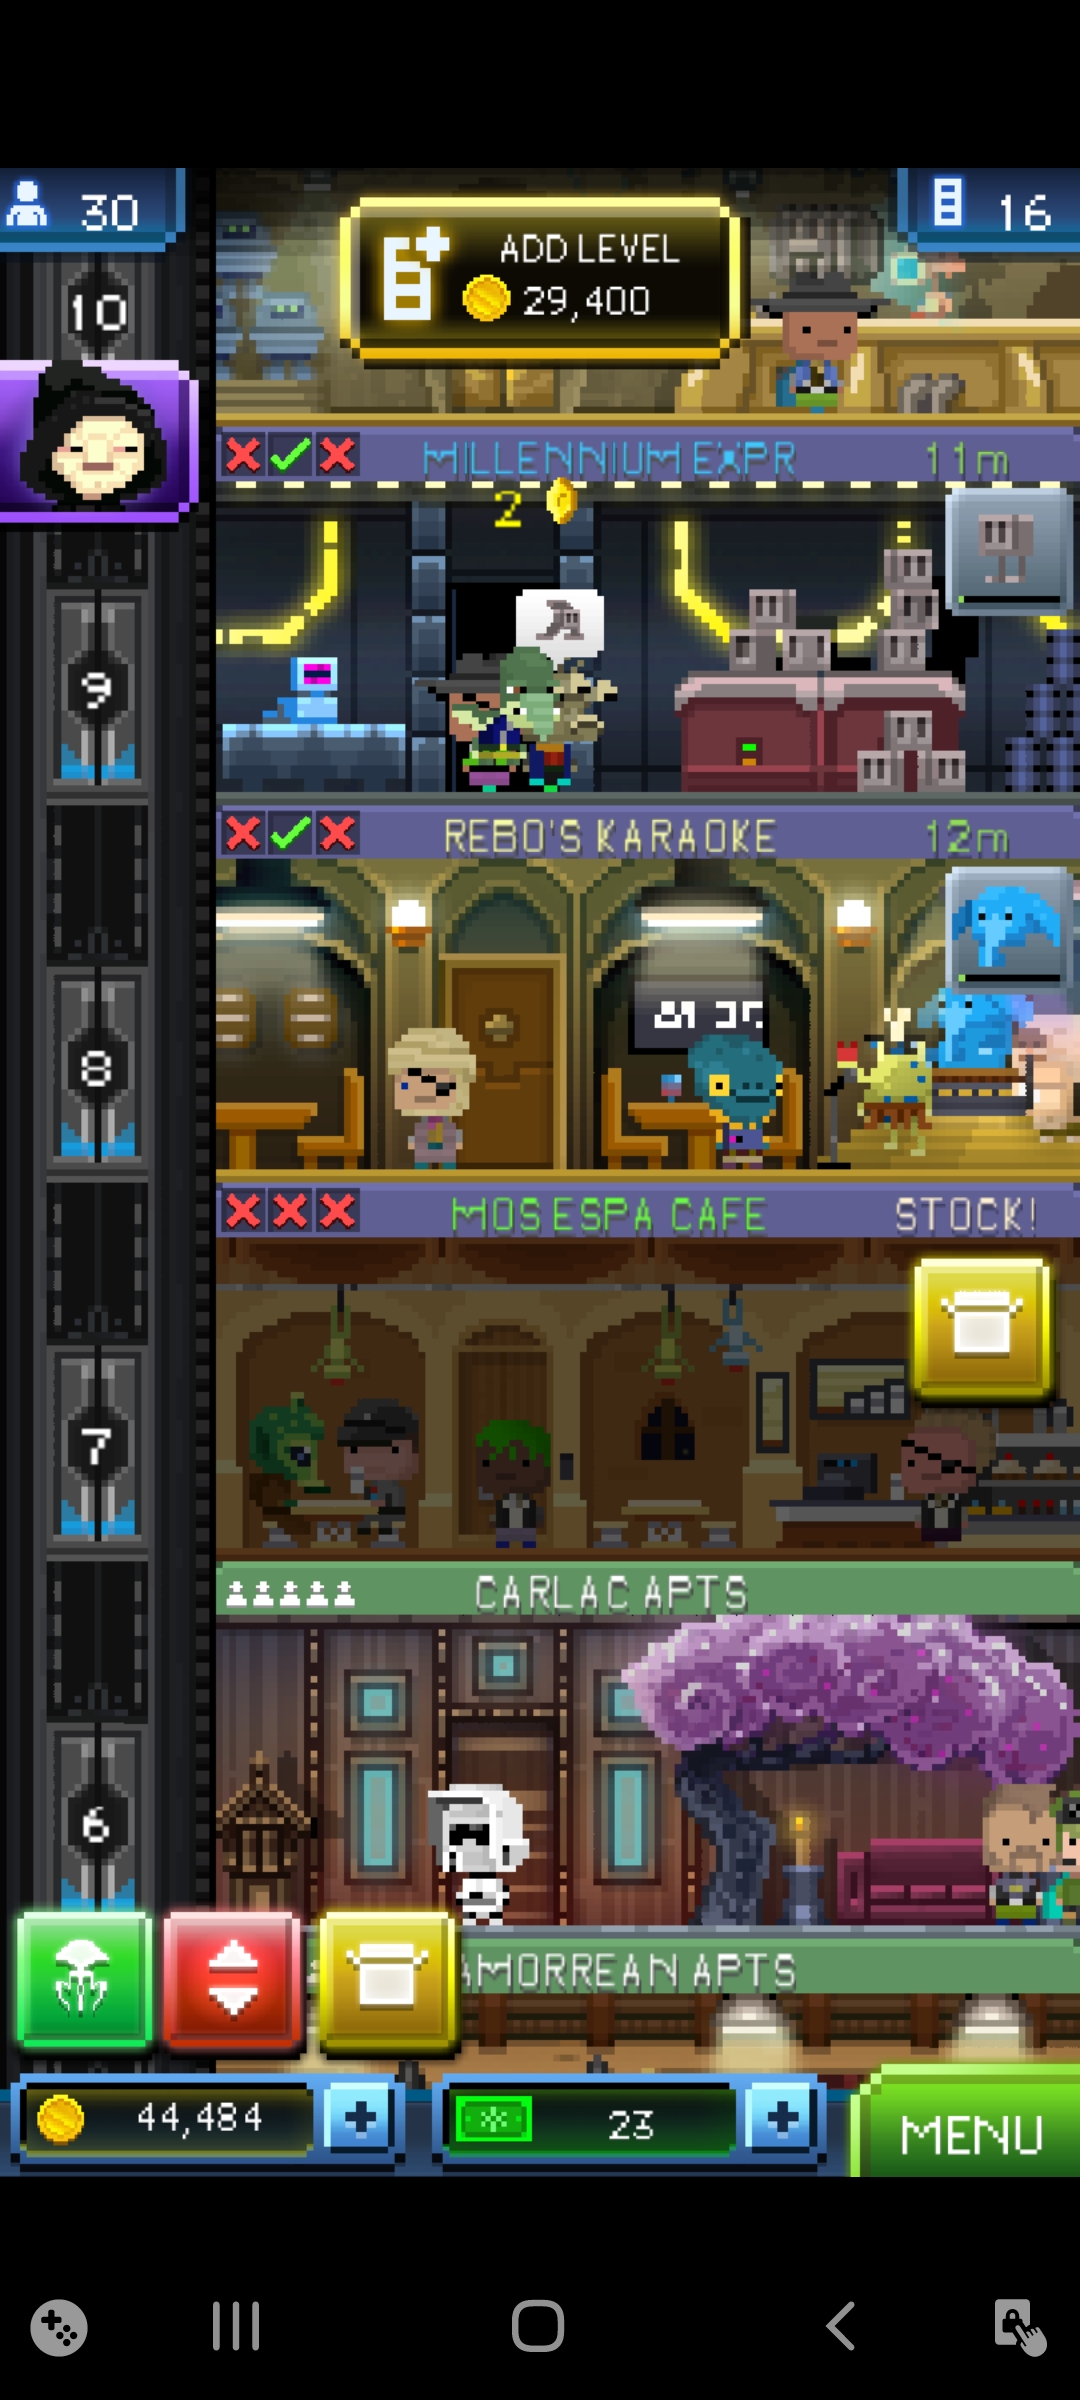 30
ADD LEVEL
29,400
16
10
MILLENNIUM EXPR
11m
2
9
REBO'S KARAOKE
12m
8
MOS ESPA CAFE
STOCK!
7
CARLAC APTS
6
AMORREAN APTS
44,484
23
MENU